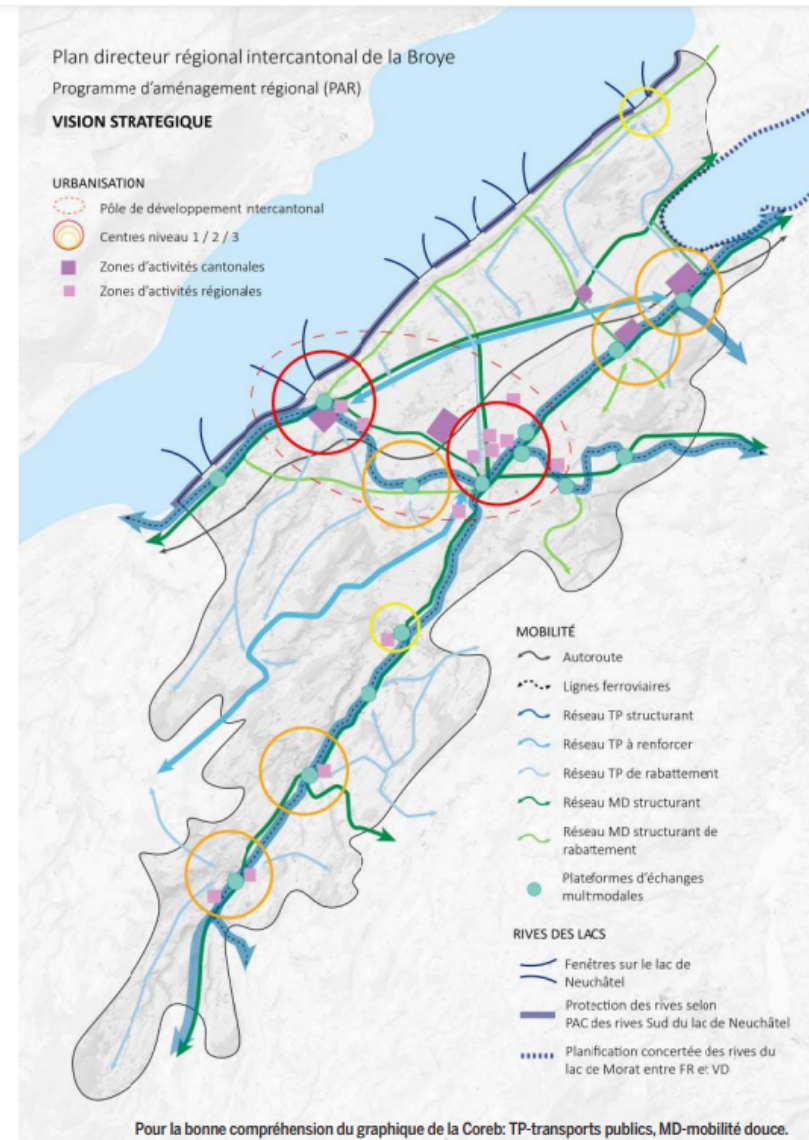 Plan directeur régional intercantonal de la Broye
Programme d'aménagement régional (PAR)
VISION STRATEGIQUE
URBANISATION
Pôle de développement intercantonal
Centres niveau 1 / 2 / 3
Zones d'activités cantonales
Zones d'activités régionales
MOBILITÉ
Autoroute
Lignes ferroviaires
Réseau TP structurant
Réseau TP à renforcer
Réseau TP de rabattement
Réseau MD structurant
Réseau MD structurant de
rabattement
Plateformes d'échanges
multmodales
RIVES DES LACS
Fenêtres sur le lac de
Neuchâtel
Protection des rives selon
PAC des rives Sud du lac de Neuchâtel
Planification concertée des rives du
lac de Morat entre FR et VD
Pour la bonne compréhension du graphique de la Coreb: TP-transports publics, MD-mobilité douce.